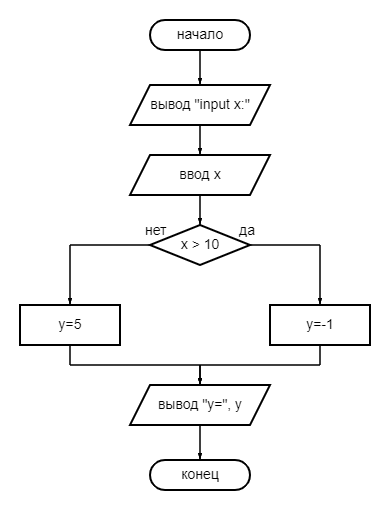 начало
вывод "input x:"
ввод x
нет
да
x > 10
y=5
y=-1
вывод "y=", y
конец